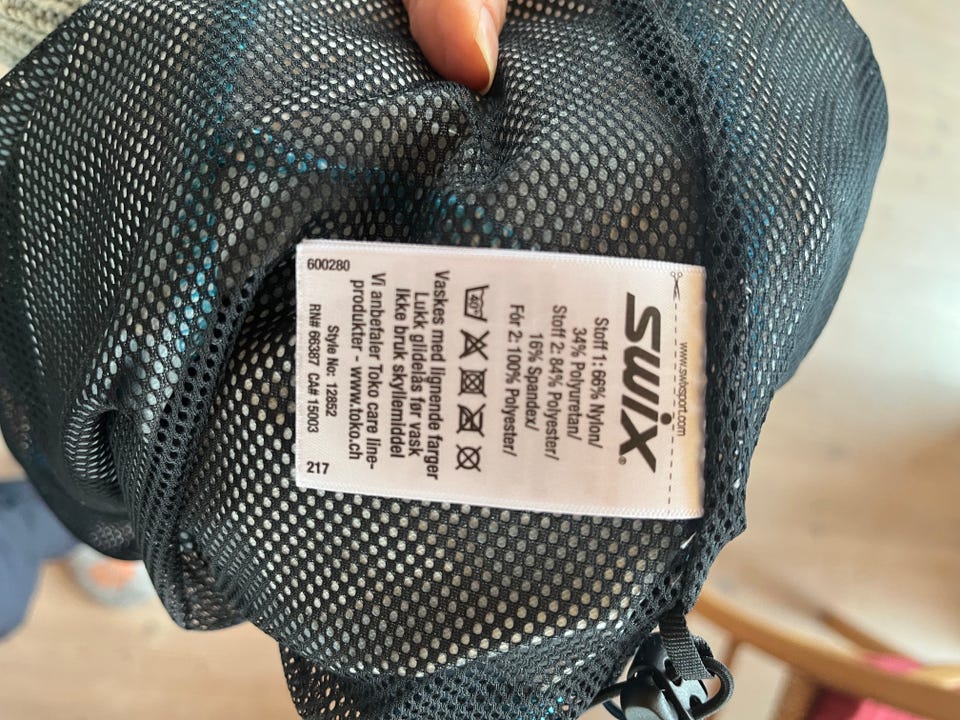 www.swixsport.com
SWIX®
Stoff 1: 66% Nylon/
34% Polyuretan/
Stoff 2: 84% Polyester/
16% Spandex/
Fór 2: 100% Polyester/
40°
Vaskes med lignende farger
Lukk glidelås før vask
Ikke bruk skyllemiddel
Vi anbefaler Toko care line-
produkter - www.toko.ch
Style No: 12852
RN# 66387 CA# 15003
600280
217